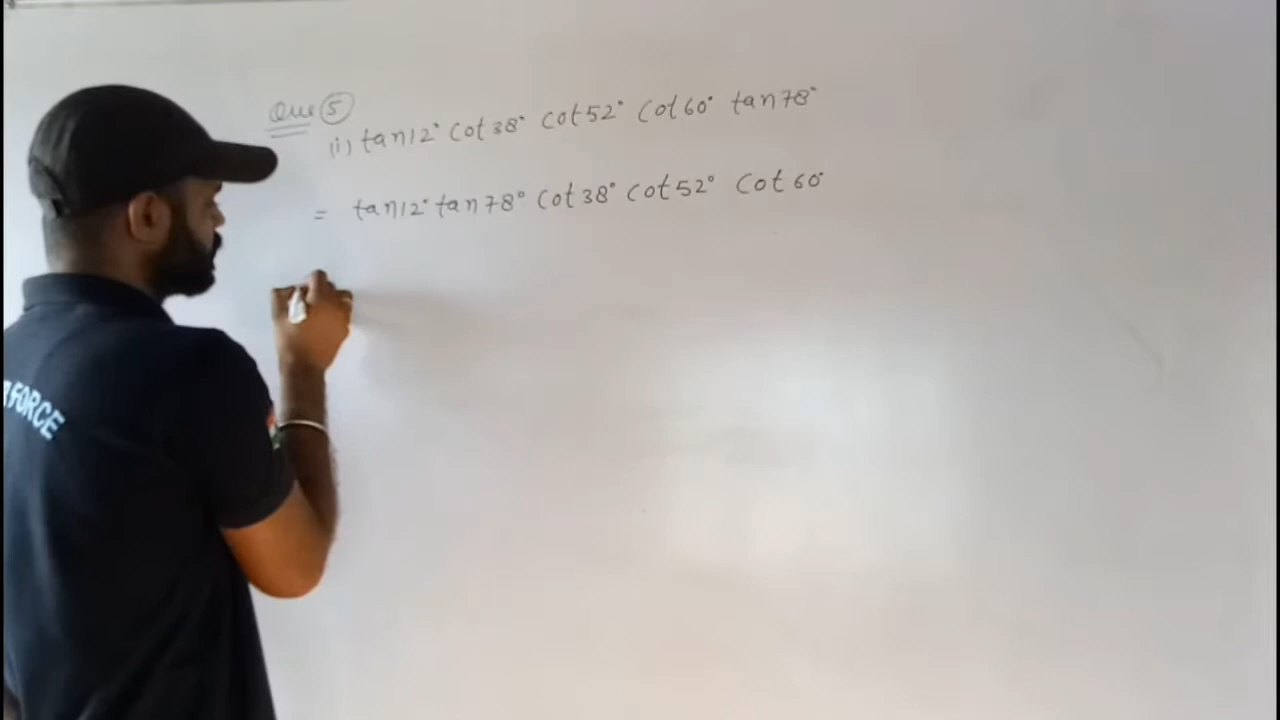 Que 5
(i) tan12° cot38° cot52° cot60° tan78°
= tan12° tan78° cot38° cot52° cot60°
FORCE